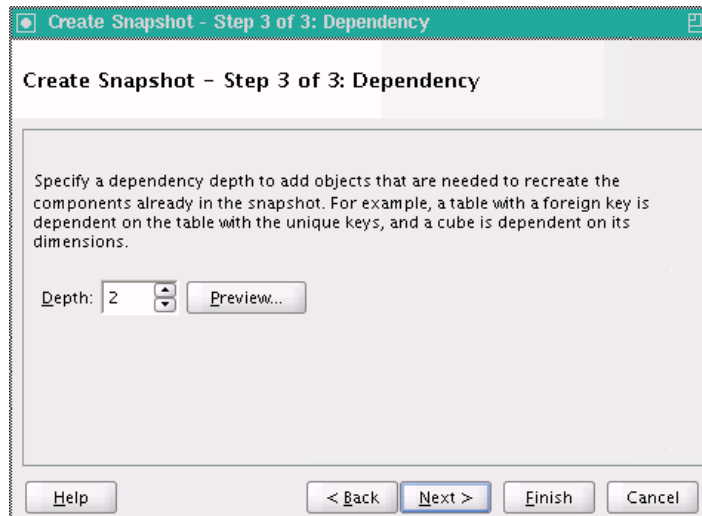 Create Snapshot - Step 3 of 3: Dependency
Create Snapshot – Step 3 of 3: Dependency
Specify a dependency depth to add objects that are needed to recreate the
components already in the snapshot. For example, a table with a foreign key is
dependent on the table with the unique keys, and a cube is dependent on its
dimensions.
Depth: 2 Preview...
Help < Back Next > Finish Cancel